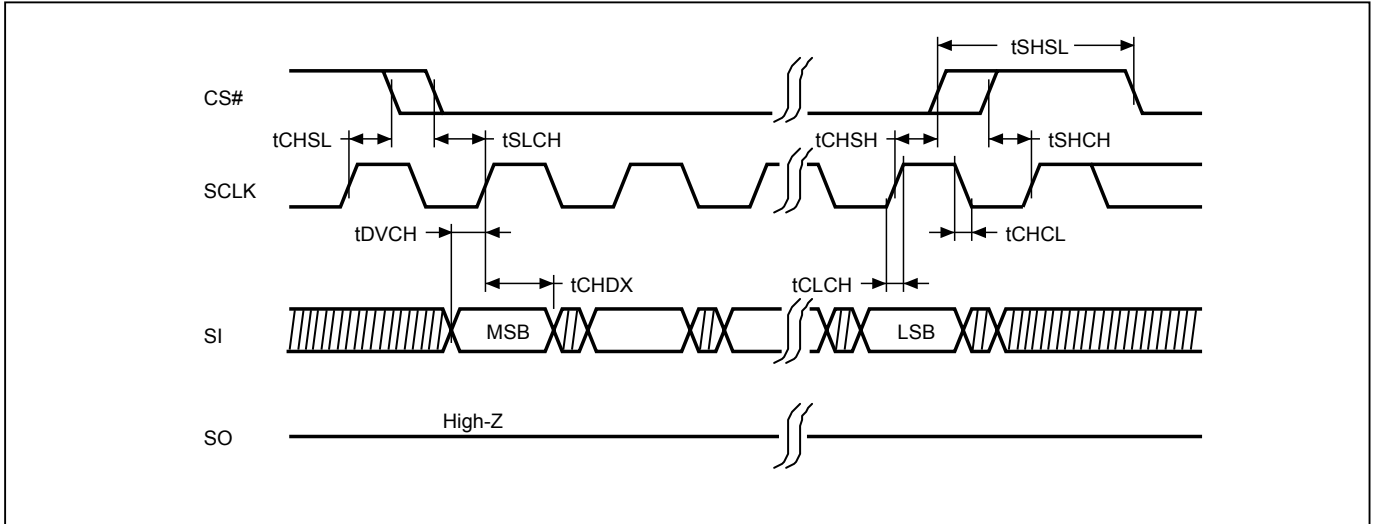 tSHSL
CS#
tCHSL
tSLCH
tCHSH
tSHCH
SCLK
tDVCH
tCHCL
tCHDX
tCLCH
SI
MSB
LSB
High-Z
SO